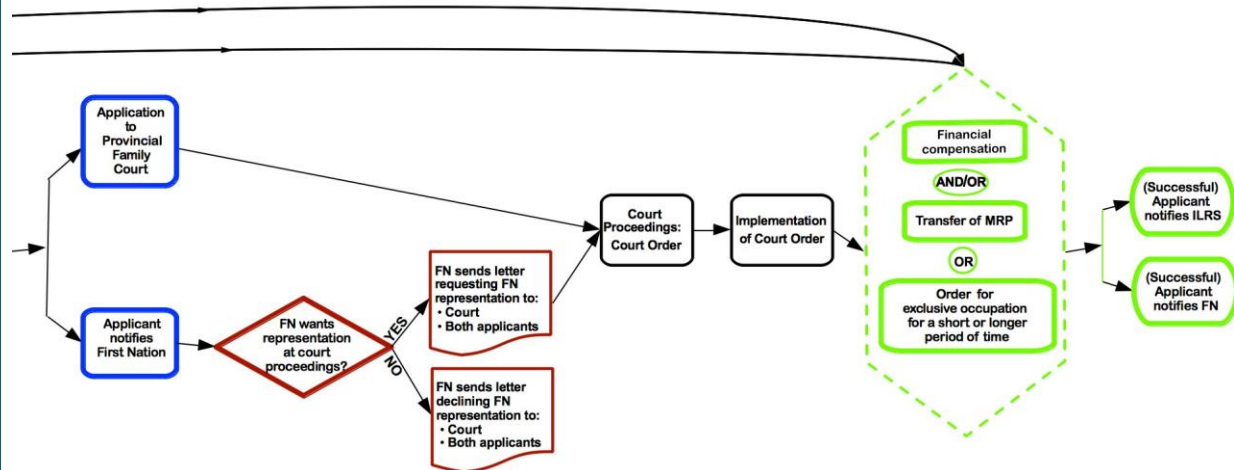 Application
to
Provincial
Family
Court
Applicant
notifies
First Nation
FN wants
representation
at court
proceedings?
YES
NO
FN sends letter
requesting FN
representation to:
• Court
• Both applicants
FN sends letter
declining FN
representation to:
• Court
• Both applicants
Court
Proceedings:
Court Order
Implementation
of Court Order
Financial
compensation
AND/OR
Transfer of MRP
OR
Order for
exclusive occupation
for a short or longer
period of time
(Successful)
Applicant
notifies ILRS
(Successful)
Applicant
notifies FN